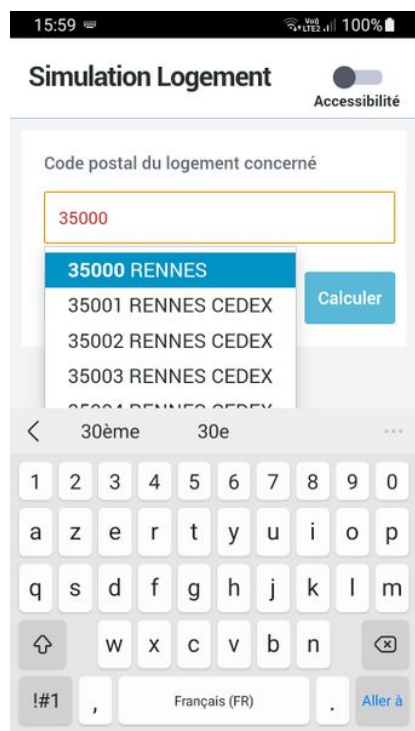 15:59 Vo)) LTE2 100%
Simulation Logement
Accessibilité
Code postal du logement concerné
35000
35000 RENNES
35001 RENNES CEDEX
Calculer
35002 RENNES CEDEX
35003 RENNES CEDEX
30ème 30e
1 2 3 4 5 6 7 8 9 0
a z e r t y u i o p
q s d f g h j k l m
w x c v b n
!#1 , Français (FR) . Aller à